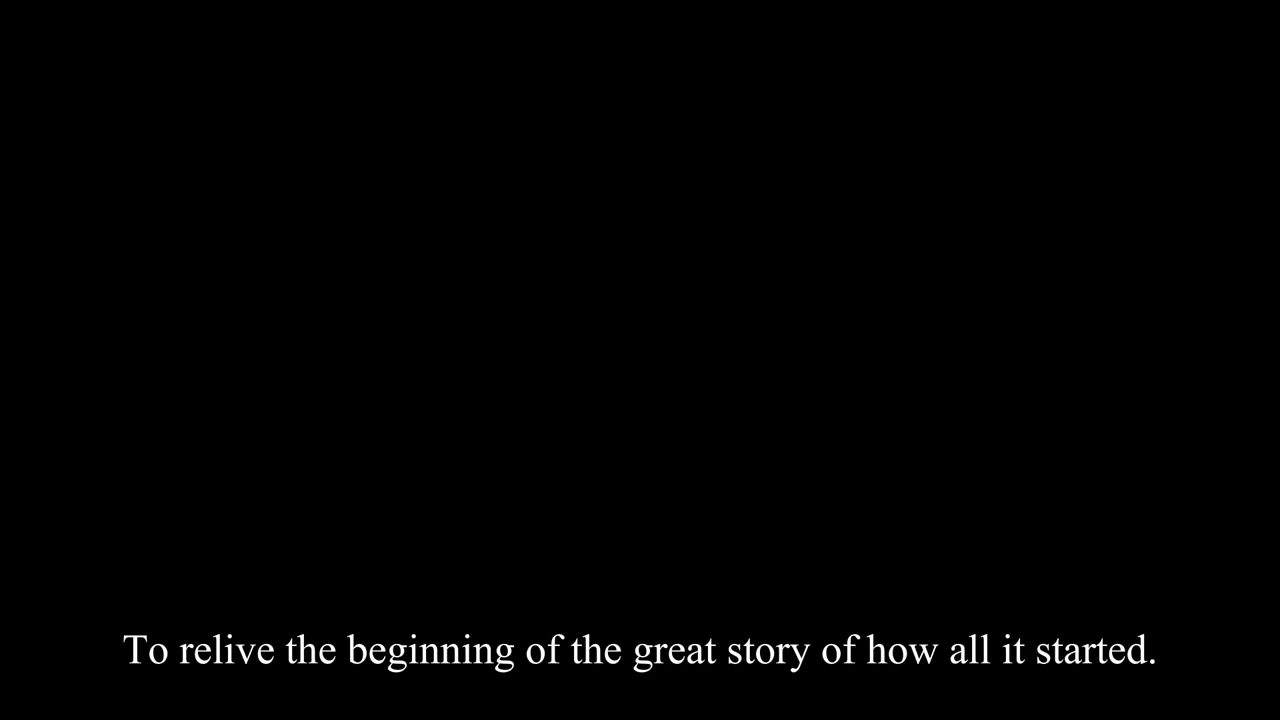 To relive the beginning of the great story of how all it started.